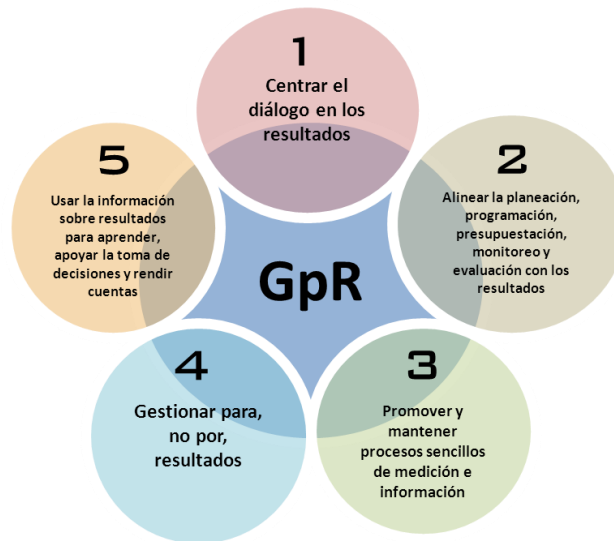 1
Centrar el
diálogo en los
resultados
2
Alinear la planeación,
programación,
presupuestación,
monitoreo y
evaluación con los
resultados
3
Promover y
mantener
procesos sencillos
de medición e
información
4
Gestionar para,
no por,
resultados
5
Usar la información
sobre resultados
para aprender,
apoyar la toma de
decisiones y rendir
cuentas
GpR